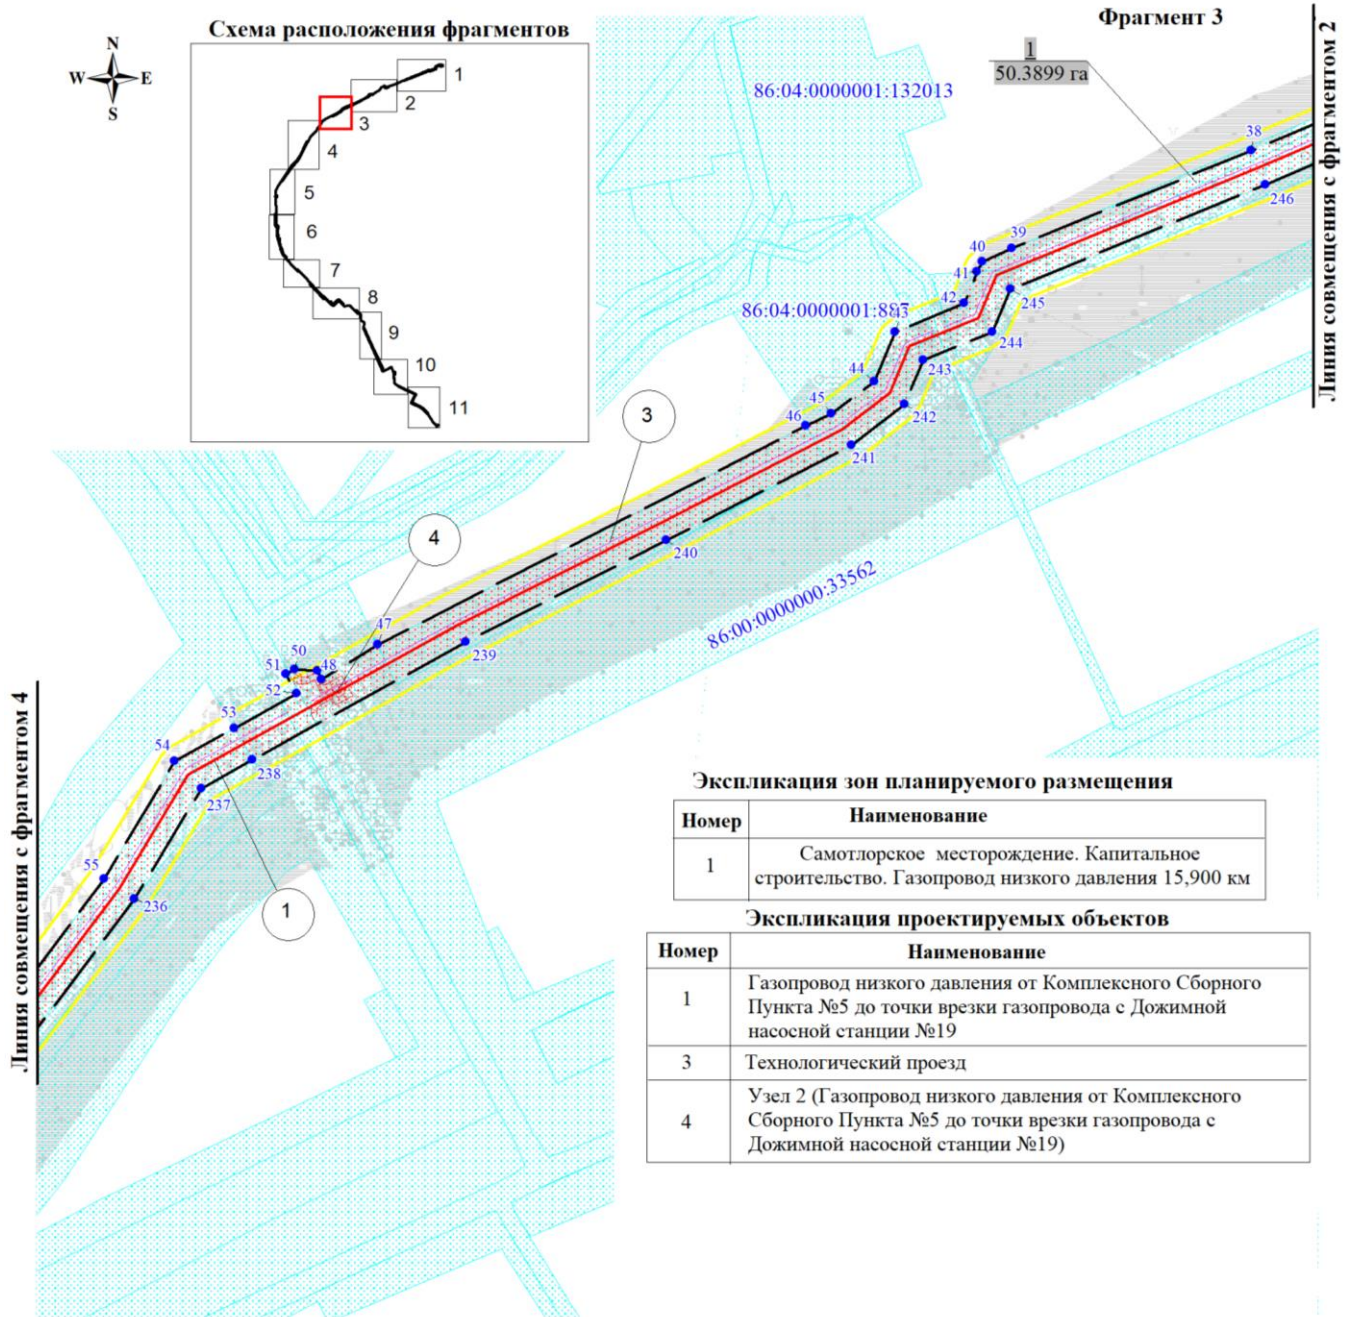 Схема расположения фрагментов
Фрагмент 3
N
W E
S
1
2
3
4
5
6
7
8
9
10
11
1
50.3899 га
86:04:0000001:132013
Линия совмещения с фрагментом 2
38
246
39
40
41
42
245
244
43
243
44
242
45
46
241
3
4
240
86:00:0000000:33562
47
239
50
48
51
52
53
54
238
237
55
236
1
Линия совмещения с фрагментом 4
Экспликация зон планируемого размещения
Номер Наименование
1 Самотлорское месторождение. Капитальное
строительство. Газопровод низкого давления 15,900 км
Экспликация проектируемых объектов
Номер Наименование
1 Газопровод низкого давления от Комплексного Сборного
Пункта №5 до точки врезки газопровода с Дожимной
насосной станции №19
3 Технологический проезд
4 Узел 2 (Газопровод низкого давления от Комплексного
Сборного Пункта №5 до точки врезки газопровода с
Дожимной насосной станции №19)